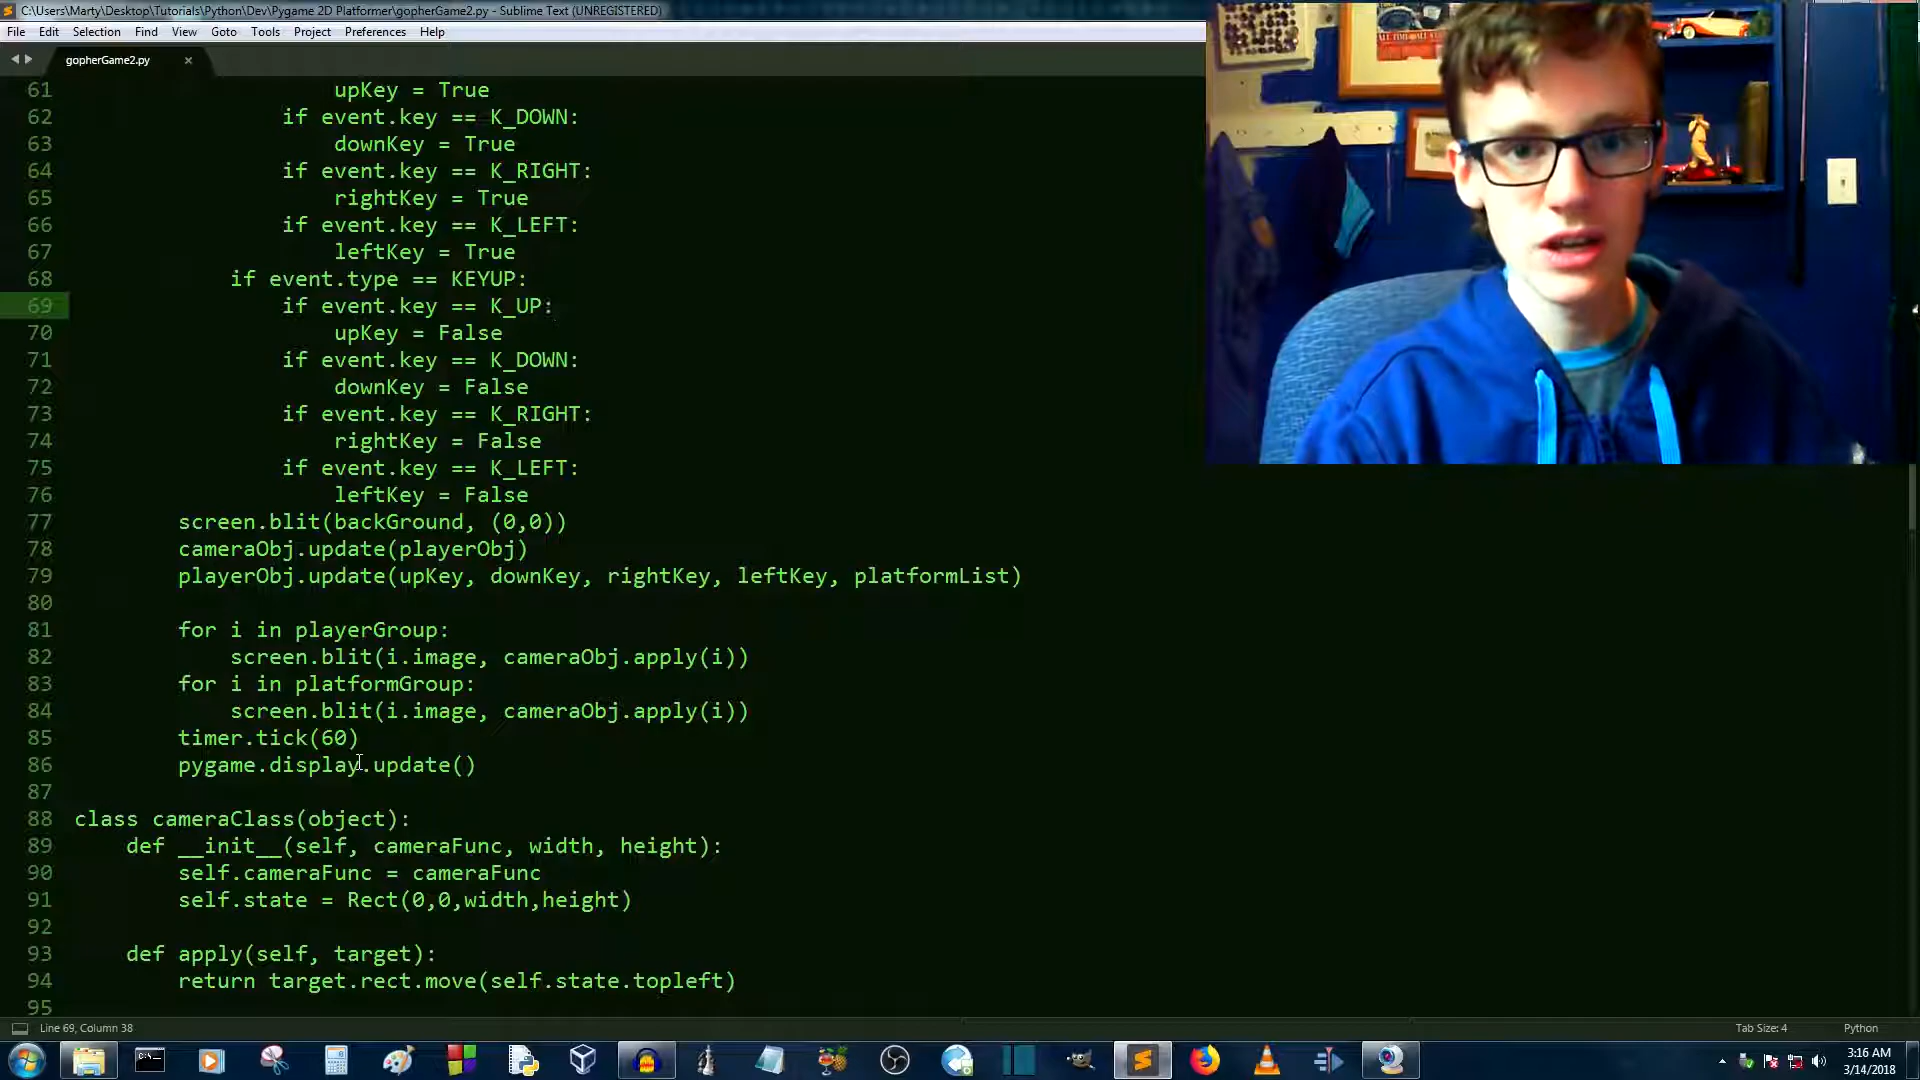 C:\Users\Marty\Desktop\Tutorials\Python\Dev\Pygame 2D Platformer\gopherGame2.py - Sublime Text (UNREGISTERED)
File Edit Selection Find View Goto Tools Project Preferences Help
gopherGame2.py
61 upKey = True
62 if event.key == K_DOWN:
63 downKey = True
64 if event.key == K_RIGHT:
65 rightKey = True
66 if event.key == K_LEFT:
67 leftKey = True
68 if event.type == KEYUP:
69 if event.key == K_UP:
70 upKey = False
71 if event.key == K_DOWN:
72 downKey = False
73 if event.key == K_RIGHT:
74 rightKey = False
75 if event.key == K_LEFT:
76 leftKey = False
77 screen.blit(backGround, (0,0))
78 cameraObj.update(playerObj)
79 playerObj.update(upKey, downKey, rightKey, leftKey, platformList)
80
81 for i in playerGroup:
82 screen.blit(i.image, cameraObj.apply(i))
83 for i in platformGroup:
84 screen.blit(i.image, cameraObj.apply(i))
85 timer.tick(60)
86 pygame.display.update()
87
88 class cameraClass(object):
89 def __init__(self, cameraFunc, width, height):
90 self.cameraFunc = cameraFunc
91 self.state = Rect(0,0,width,height)
92
93 def apply(self, target):
94 return target.rect.move(self.state.topleft)
95
Line 69, Column 38
Tab Size: 4
Python
3:16 AM
3/14/2018